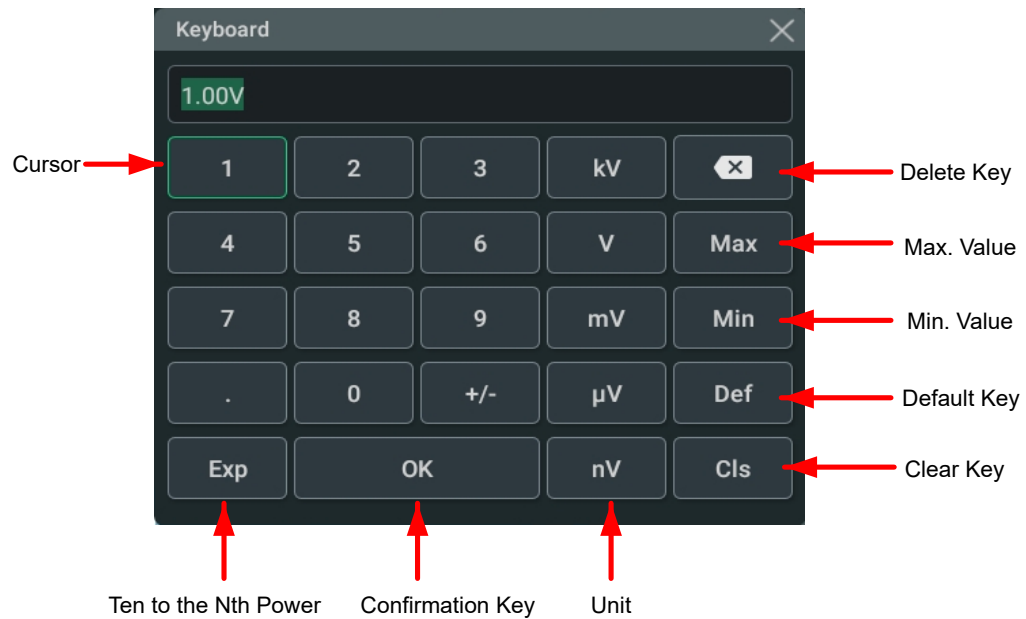 Keyboard
1.00V
Cursor
1 2 3 kV
Delete Key
4 5 6 V Max
Max. Value
7 8 9 mV Min
Min. Value
. 0 +/- µV Def
Default Key
Exp OK nV Cls
Clear Key
Ten to the Nth Power Confirmation Key Unit